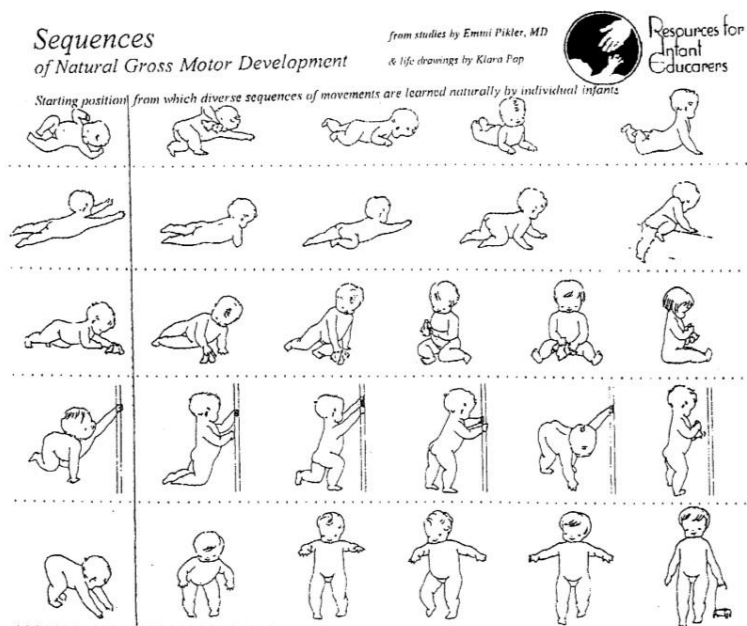 Sequences
of Natural Gross Motor Development
from studies by Emmi Pikler, MD
& life drawings by Klara Pap
Resources for
Infant
Educarers
Starting position from which diverse sequences of movements are learned naturally by individual infants